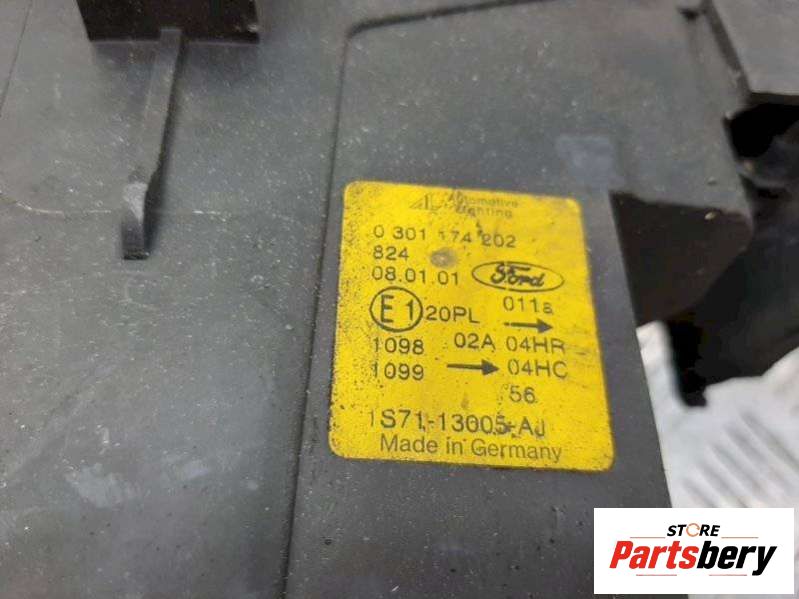 AL Automotive
Lighting
0 301 174 202
824
08.01.01 Ford
E1 20PL 011a
1098 02A 04HR
1099 04HC
56
1S71-13005-AJ
Made in Germany
STORE
Partsbery